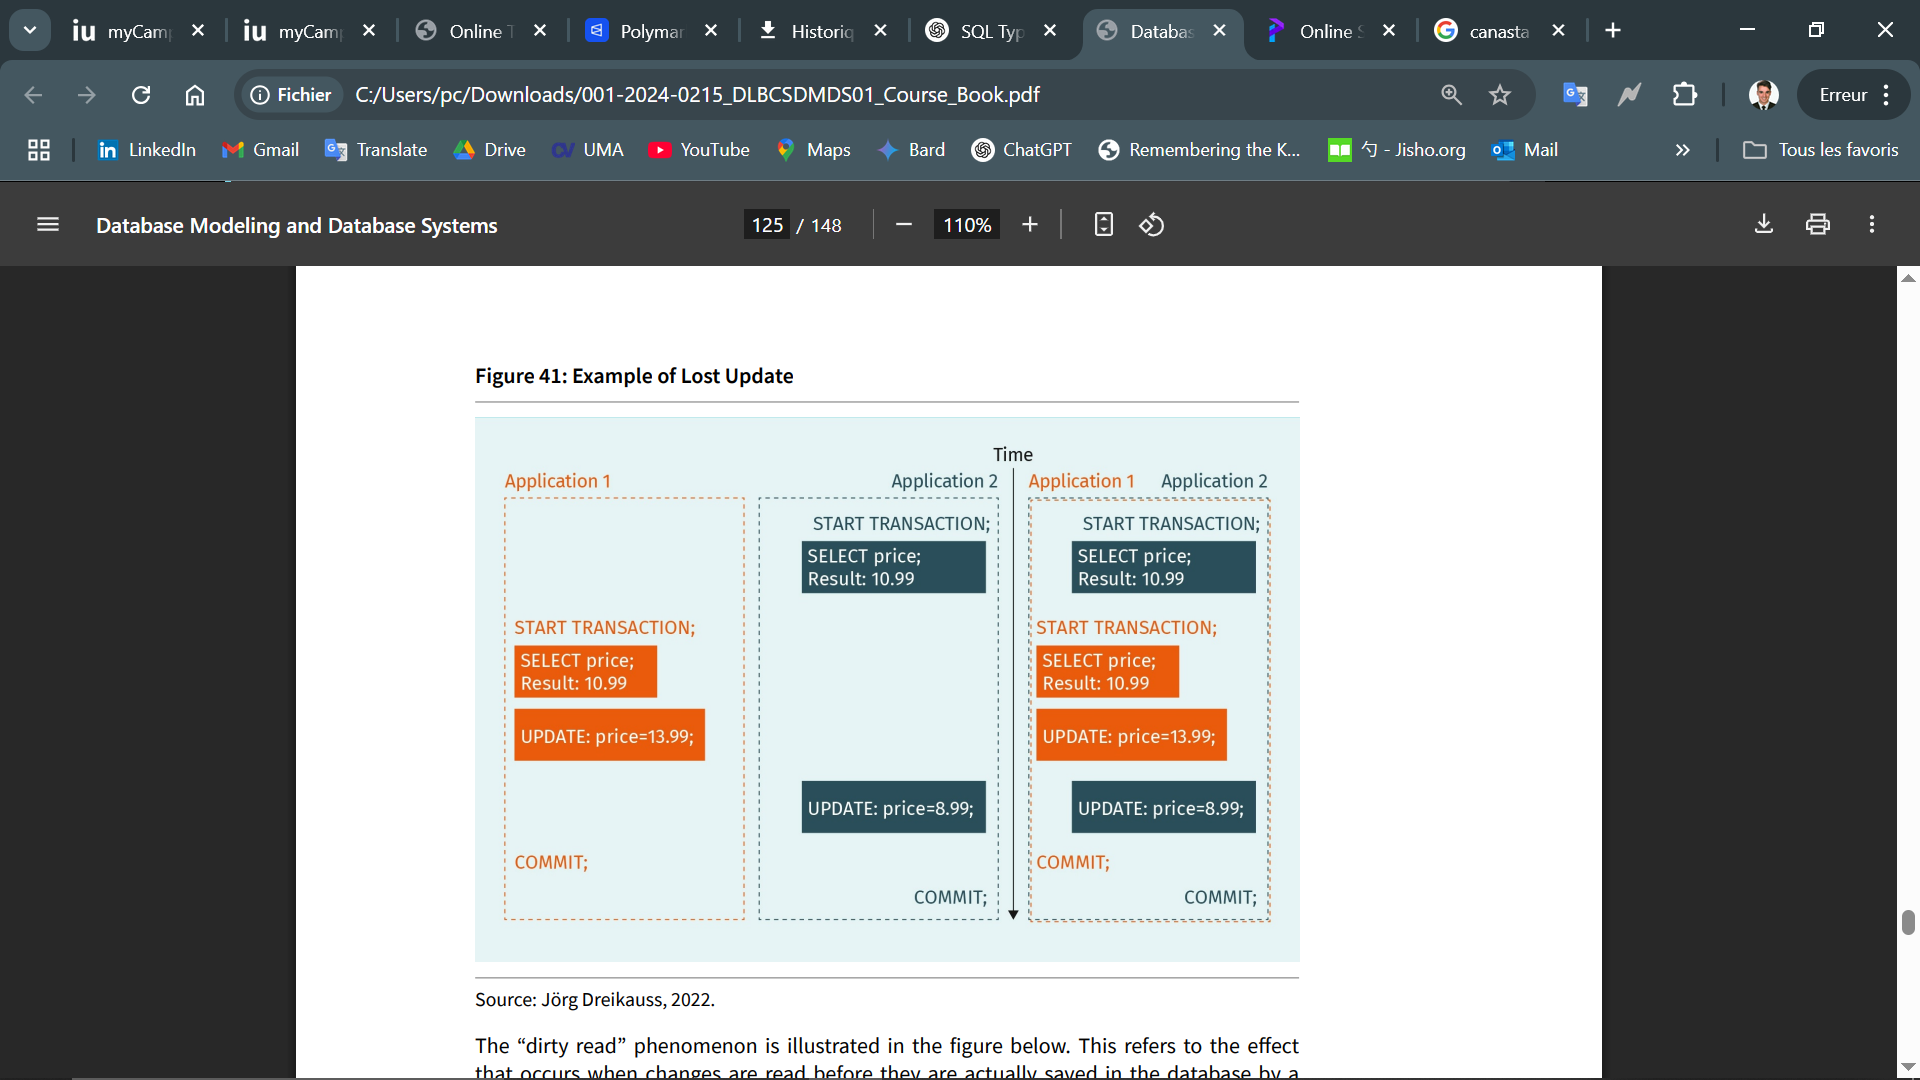 myCam
myCam
Online T
Polymar
Historiq
SQL Typ
Databas
Online S
canasta
Fichier
C:/Users/pc/Downloads/001-2024-0215_DLBCSDMDS01_Course_Book.pdf
Erreur
LinkedIn
Gmail
Translate
Drive
UMA
YouTube
Maps
Bard
ChatGPT
Remembering the K...
勹 - Jisho.org
Mail
Tous les favoris
Database Modeling and Database Systems
125 / 148
110%
Figure 41: Example of Lost Update
Time
Application 1
Application 2
Application 1
Application 2
START TRANSACTION;
START TRANSACTION;
SELECT price;
Result: 10.99
SELECT price;
Result: 10.99
START TRANSACTION;
START TRANSACTION;
SELECT price;
Result: 10.99
SELECT price;
Result: 10.99
UPDATE: price=13.99;
UPDATE: price=13.99;
UPDATE: price=8.99;
UPDATE: price=8.99;
COMMIT;
COMMIT;
COMMIT;
COMMIT;
Source: Jörg Dreikauss, 2022.
The “dirty read” phenomenon is illustrated in the figure below. This refers to the effect
that occurs when changes are read before they are actually saved in the database by a